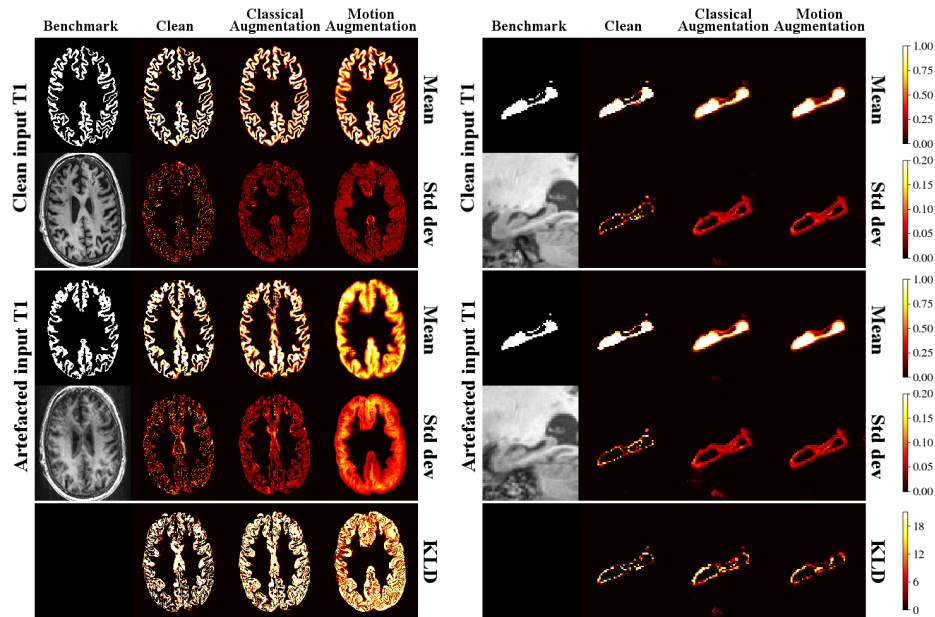 Benchmark Clean Classical Augmentation Motion Augmentation
Benchmark Clean Classical Augmentation Motion Augmentation
Clean input T1
Mean
Std dev
Clean input T1
Mean
Std dev
1.00
0.75
0.50
0.25
0.00
0.20
0.15
0.10
0.05
0.00
Artefacted input T1
Mean
Std dev
KLD
Artefacted input T1
Mean
Std dev
KLD
1.00
0.75
0.50
0.25
0.00
0.20
0.15
0.10
0.05
0.00
18
12
6
0